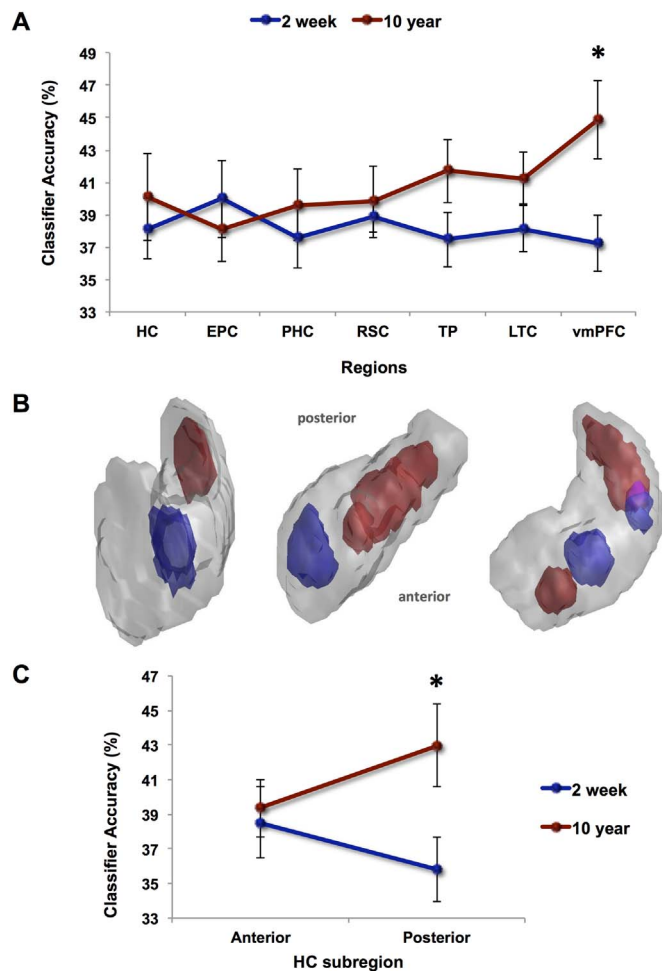 A
2 week 10 year
Classifier Accuracy (%)
49
47
45
43
41
39
37
35
33
*
HC EPC PHC RSC TP LTC vmPFC
Regions
B
posterior
anterior
C
Classifier Accuracy (%)
47
45
43
41
39
37
35
33
*
2 week
10 year
Anterior Posterior
HC subregion